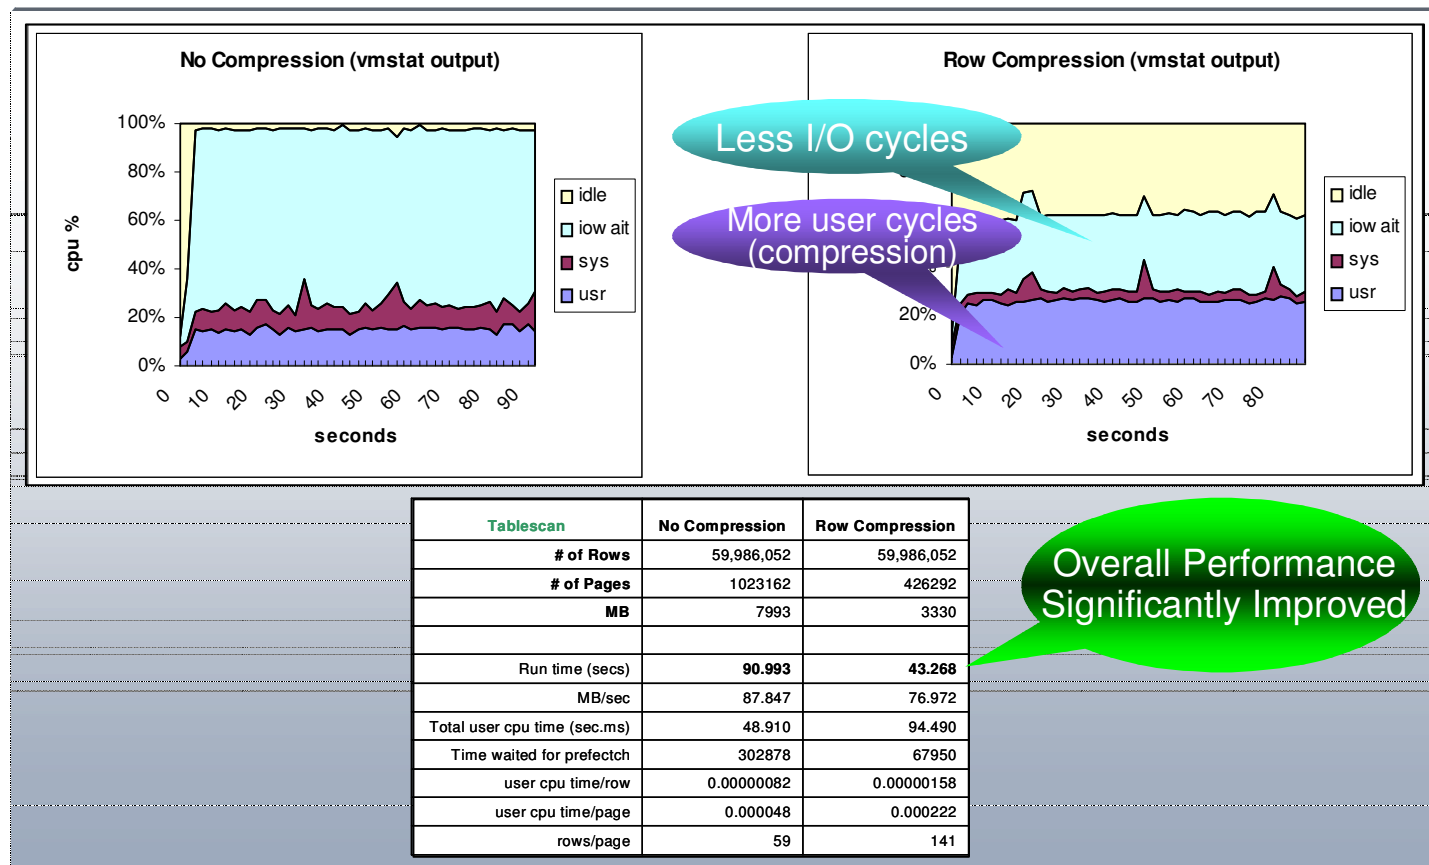 No Compression (vmstat output)
cpu %
100%
80%
60%
40%
20%
0%
0 10 20 30 40 50 60 70 80 90
seconds
idle
iow ait
sys
usr
Row Compression (vmstat output)
Less I/O cycles
More user cycles
(compression)
20%
0%
0 10 20 30 40 50 60 70 80
seconds
idle
iow ait
sys
usr
Tablescan No Compression Row Compression
# of Rows 59,986,052 59,986,052
# of Pages 1023162 426292
MB 7993 3330
Run time (secs) 90.993 43.268
MB/sec 87.847 76.972
Total user cpu time (sec.ms) 48.910 94.490
Time waited for prefectch 302878 67950
user cpu time/row 0.00000082 0.00000158
user cpu time/page 0.000048 0.000222
rows/page 59 141
Overall Performance
Significantly Improved